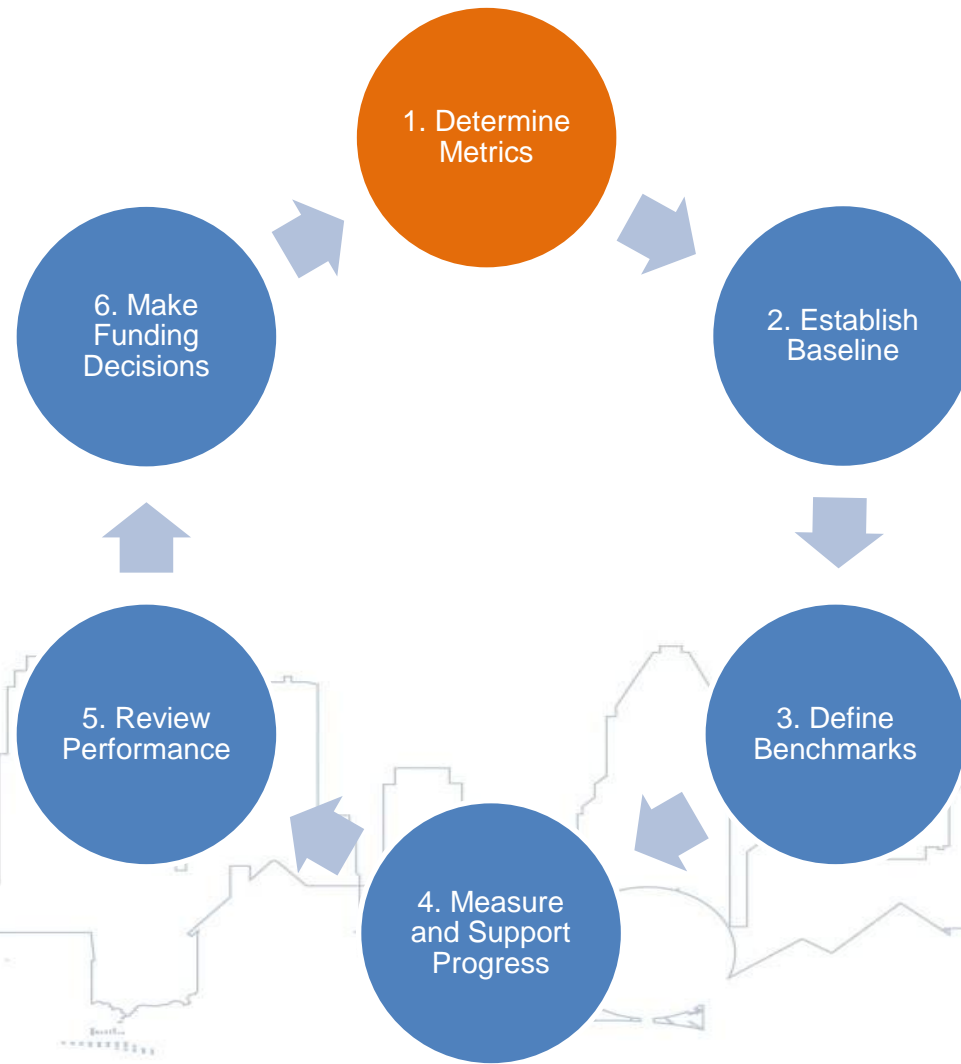 1. Determine
Metrics
2. Establish
Baseline
3. Define
Benchmarks
4. Measure
and Support
Progress
5. Review
Performance
6. Make
Funding
Decisions